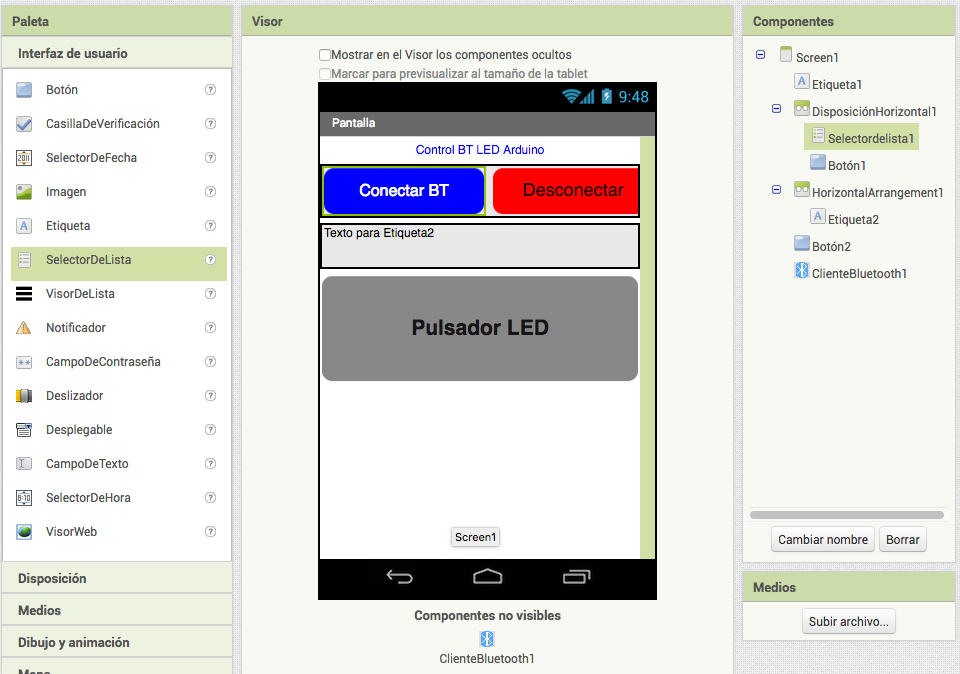 Paleta
Interfaz de usuario
Botón
CasillaDeVerificación
SelectorDeFecha
Imagen
Etiqueta
SelectorDeLista
VisorDeLista
Notificador
CampoDeContraseña
Deslizador
Desplegable
CampoDeTexto
SelectorDeHora
VisorWeb
Disposición
Medios
Dibujo y animación
Visor
Mostrar en el Visor los componentes ocultos
Marcar para previsualizar al tamaño de la tablet
9:48
Pantalla
Control BT LED Arduino
Conectar BT
Desconectar
Texto para Etiqueta2
Pulsador LED
Screen1
Componentes no visibles
ClienteBluetooth1
Componentes
Screen1
Etiqueta1
DisposiciónHorizontal1
Selectordelista1
Botón1
HorizontalArrangement1
Etiqueta2
Botón2
ClienteBluetooth1
Cambiar nombre
Borrar
Medios
Subir archivo...